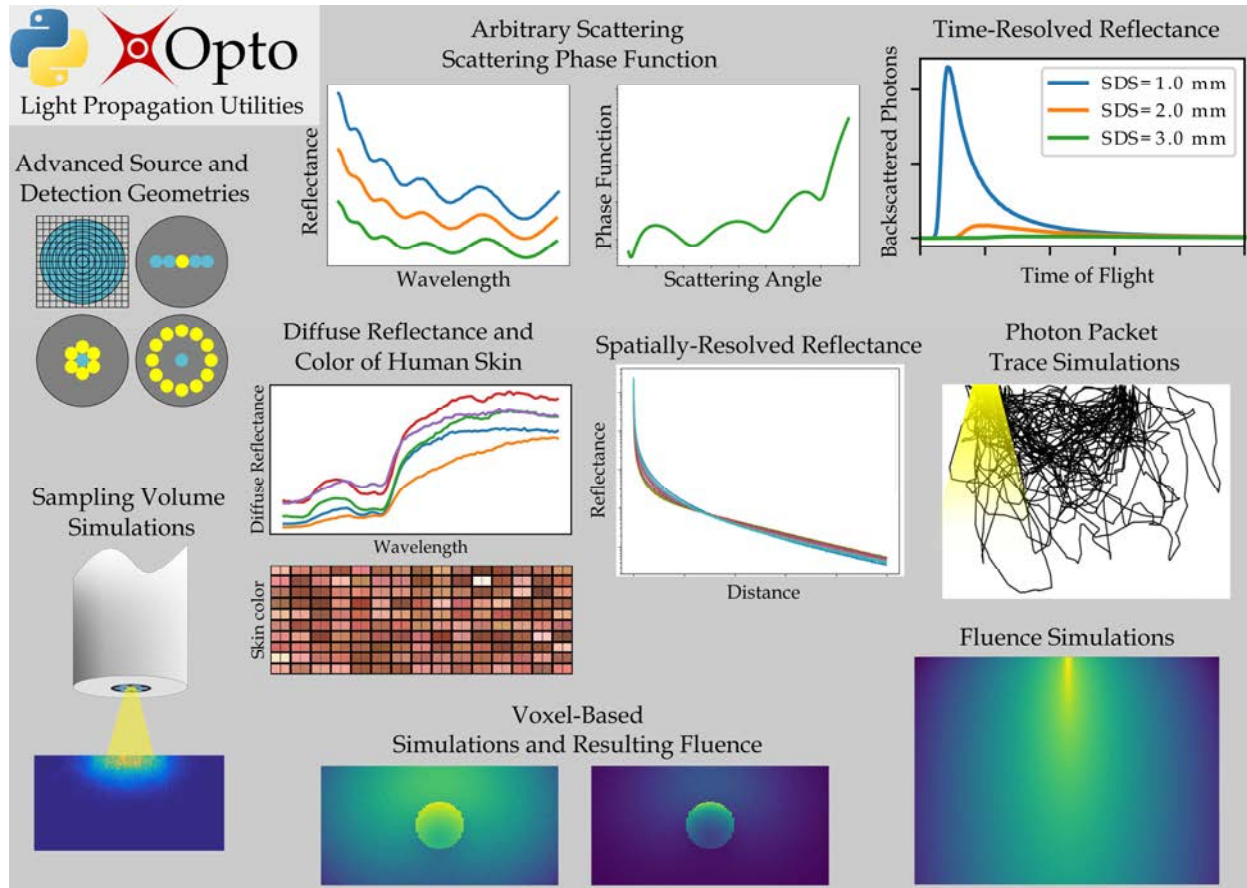 Opto
Light Propagation Utilities
Arbitrary Scattering
Scattering Phase Function
Reflectance
Wavelength
Phase Function
Scattering Angle
Time-Resolved Reflectance
Backscattered Photons
SDS=1.0 mm
SDS=2.0 mm
SDS=3.0 mm
Time of Flight
Advanced Source and
Detection Geometries
Diffuse Reflectance and
Color of Human Skin
Diffuse Reflectance
Wavelength
Skin color
Spatially-Resolved Reflectance
Reflectance
Distance
Photon Packet
Trace Simulations
Sampling Volume
Simulations
Voxel-Based
Simulations and Resulting Fluence
Fluence Simulations